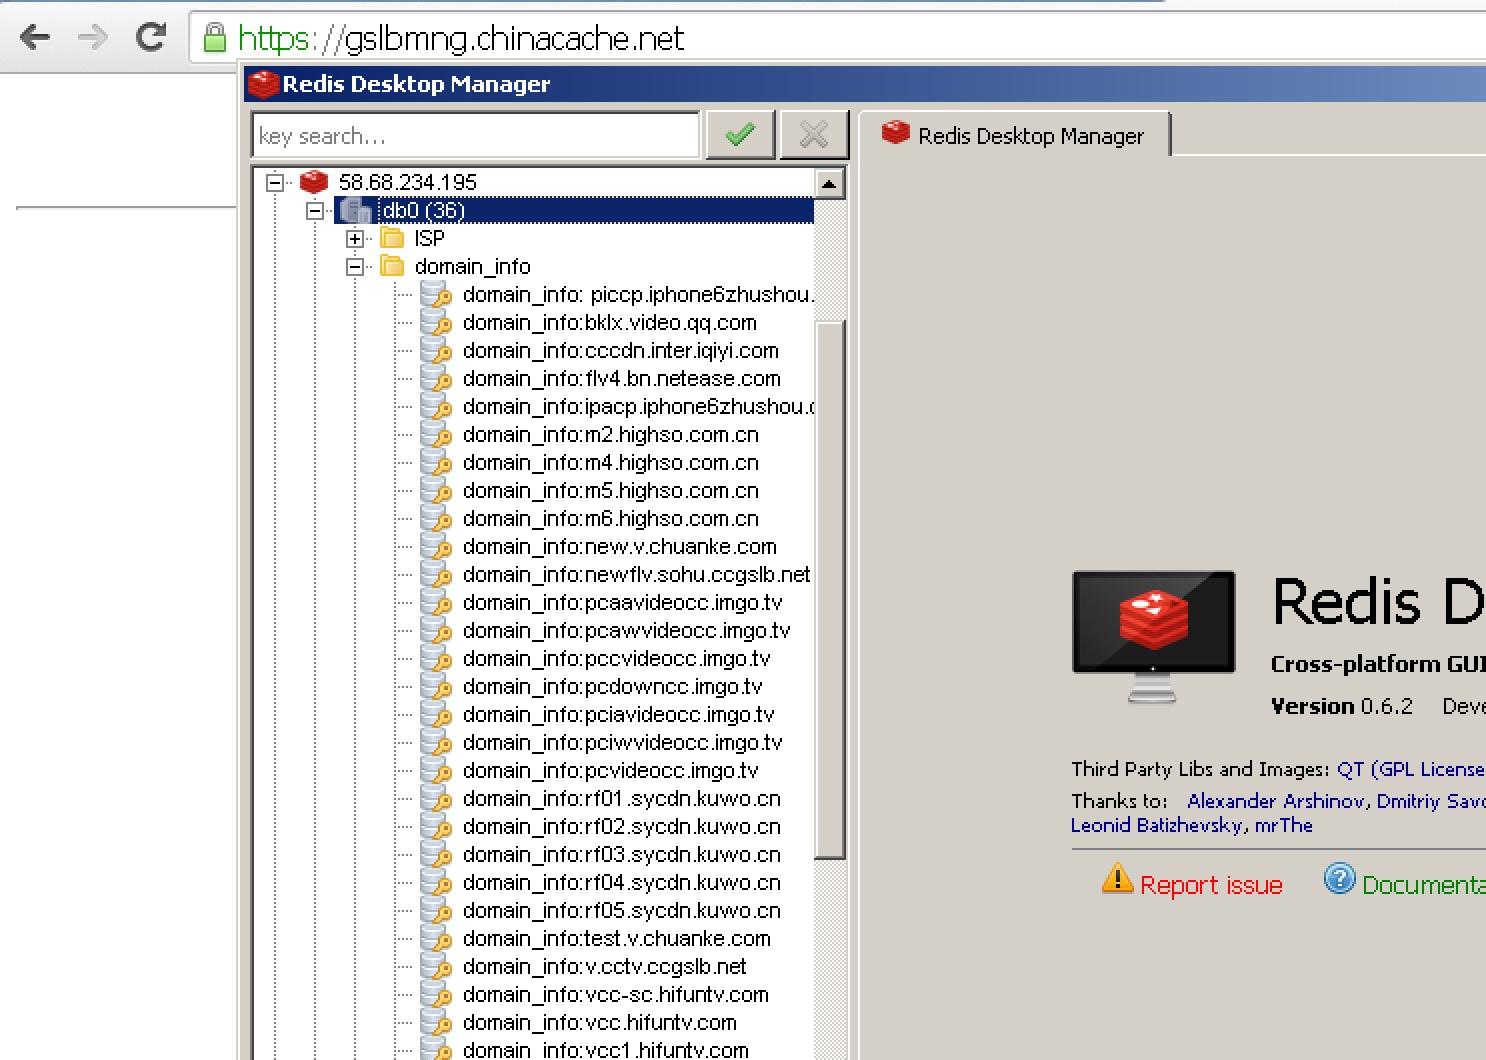 https://gslbmng.chinacache.net
Redis Desktop Manager
key search...
Redis Desktop Manager
58.68.234.195
db0 (36)
ISP
domain_info
domain_info: piccp.iphone6zhushou.
domain_info:bklx.video.qq.com
domain_info:cccdn.inter.iqiyi.com
domain_info:flv4.bn.netease.com
domain_info:ipacp.iphone6zhushou.
domain_info:m2.highso.com.cn
domain_info:m4.highso.com.cn
domain_info:m5.highso.com.cn
domain_info:m6.highso.com.cn
domain_info:new.v.chuanke.com
domain_info:newflv.sohu.ccgslb.net
domain_info:pcaavideocc.imgo.tv
domain_info:pcawvideocc.imgo.tv
domain_info:pccvideocc.imgo.tv
domain_info:pcdowncc.imgo.tv
domain_info:pciavideocc.imgo.tv
domain_info:pciwvideocc.imgo.tv
domain_info:pcvideocc.imgo.tv
domain_info:rf01.sycdn.kuwo.cn
domain_info:rf02.sycdn.kuwo.cn
domain_info:rf03.sycdn.kuwo.cn
domain_info:rf04.sycdn.kuwo.cn
domain_info:rf05.sycdn.kuwo.cn
domain_info:test.v.chuanke.com
domain_info:v.cctv.ccgslb.net
domain_info:vcc-sc.hifuntv.com
domain_info:vcc.hifuntv.com
domain_info:vcc1.hifuntv.com
Redis D
Cross-platform GUI
Version 0.6.2 Deve
Third Party Libs and Images: QT (GPL License
Thanks to: Alexander Arshinov, Dmitriy Savo
Leonid Batizhevsky, mrThe
Report issue
Documenta